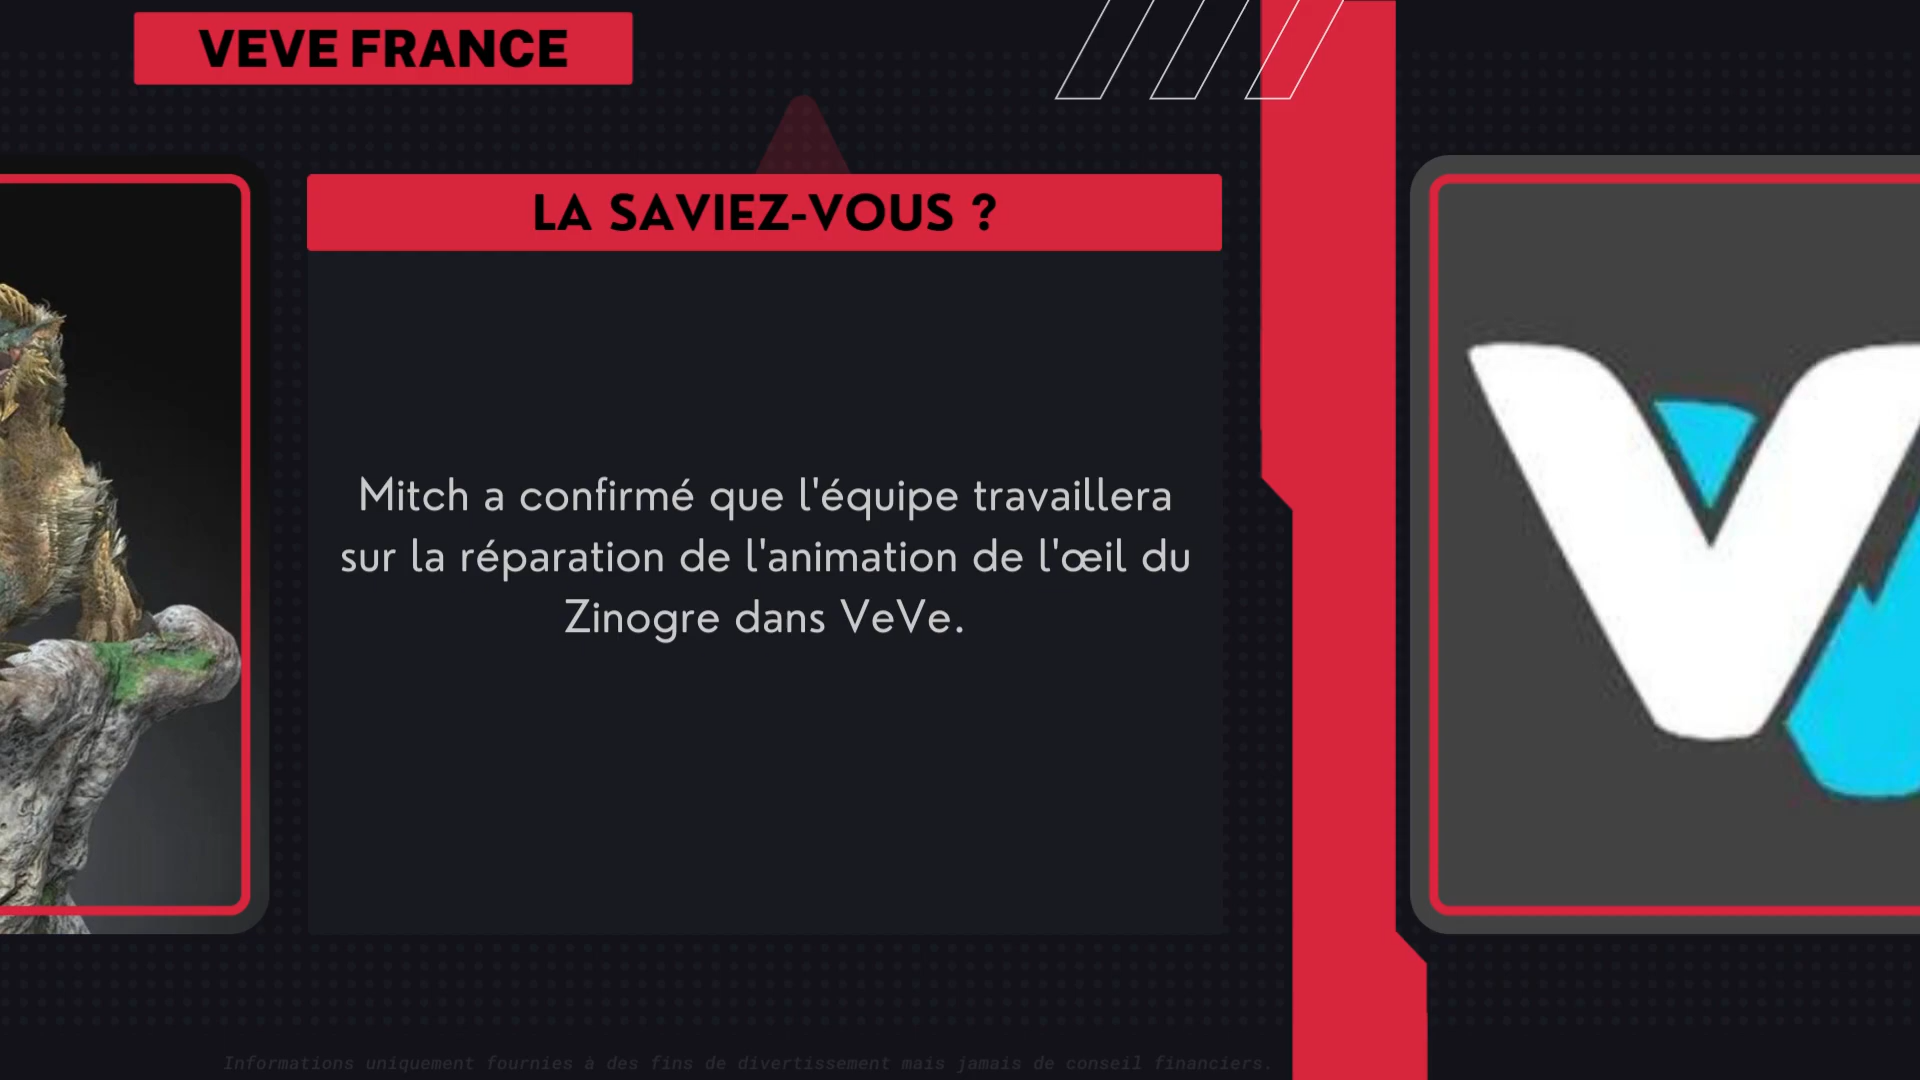 VEVE FRANCE
LA SAVIEZ-VOUS ?
Mitch a confirmé que l'équipe travaillera
sur la réparation de l'animation de l'œil du
Zinogre dans VeVe.
Informations uniquement fournies à des fins de divertissement mais jamais de conseil financiers.